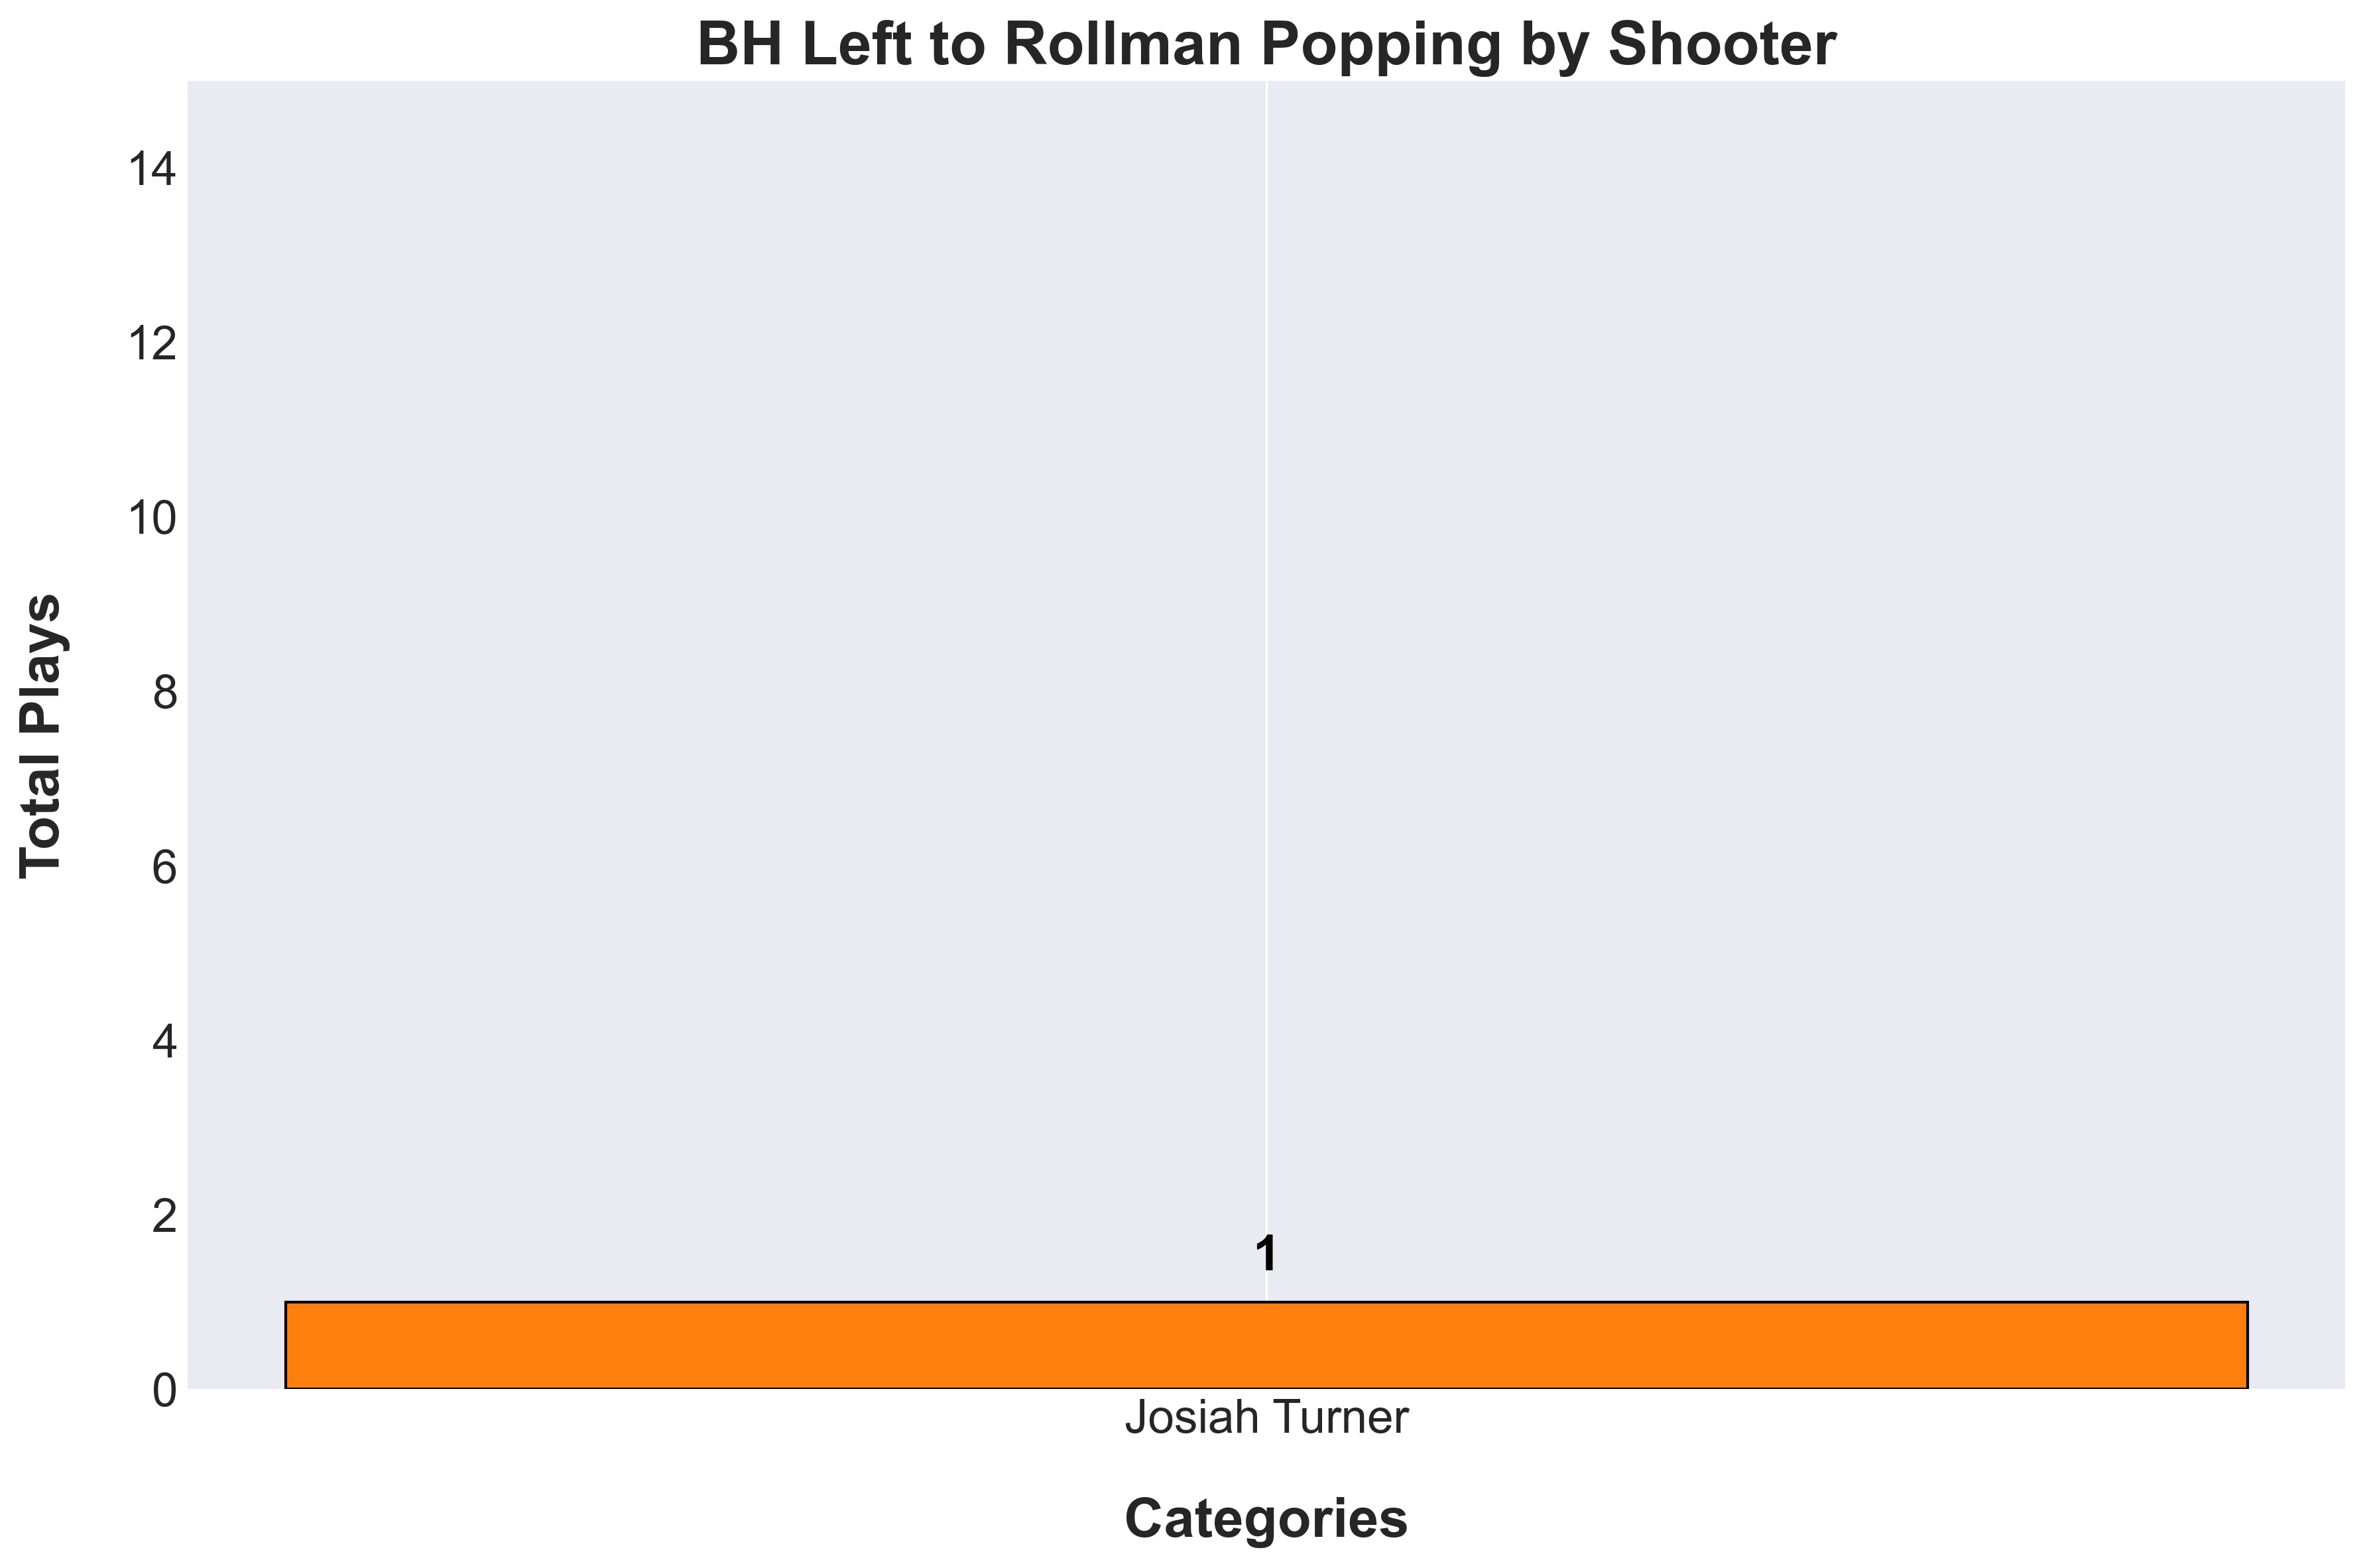 BH Left to Rollman Popping by Shooter
Total Plays
14
12
10
8
6
4
2
0
1
Josiah Turner
Categories